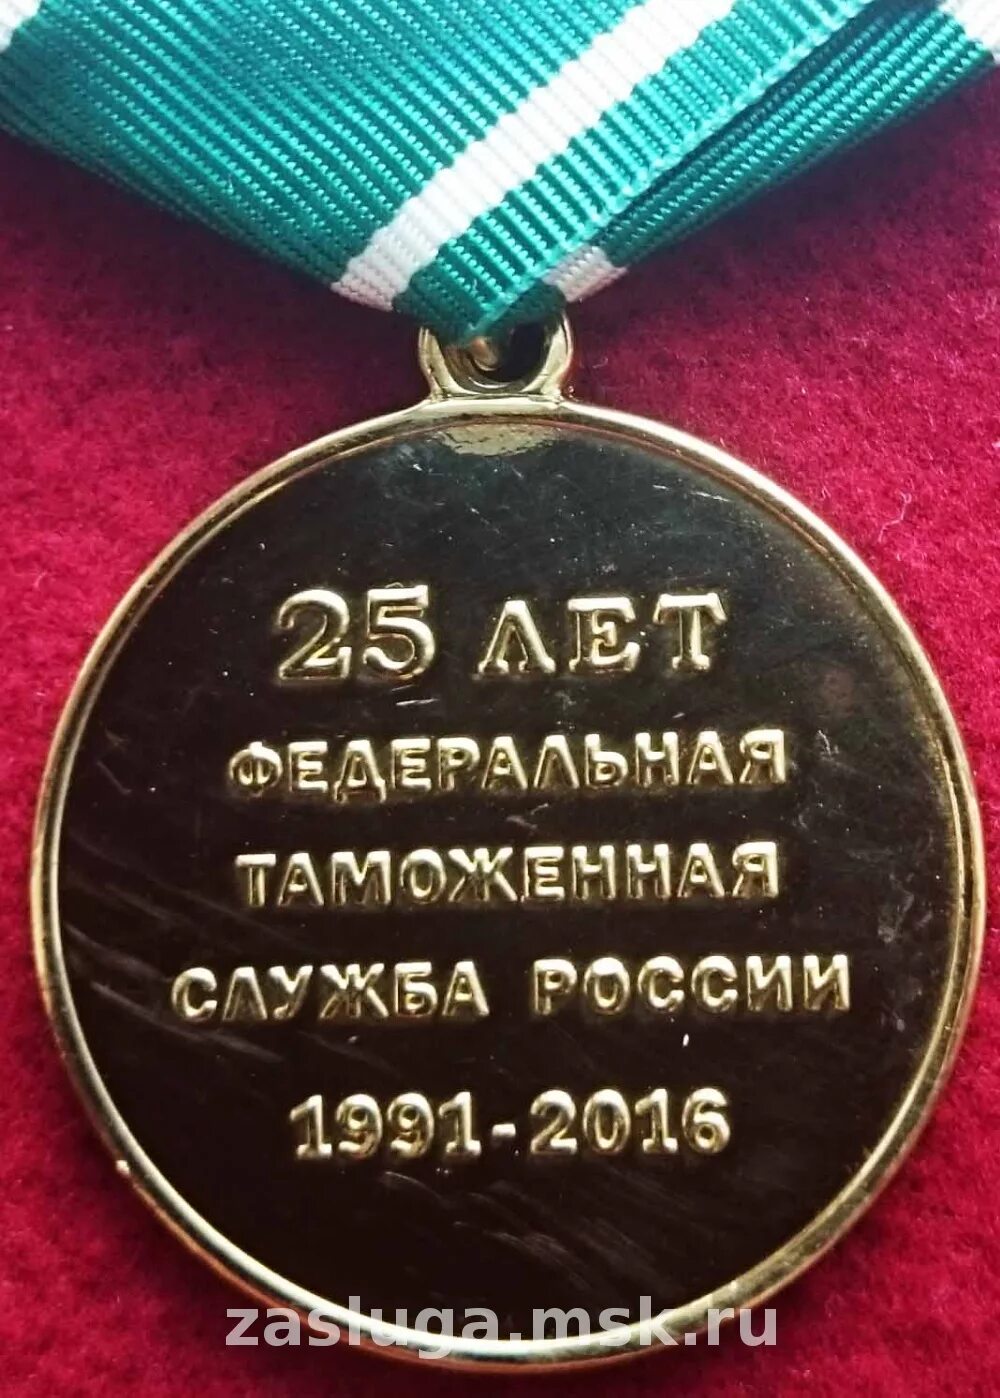 25 ЛЕТ
ФЕДЕРАЛЬНАЯ
ТАМОЖЕННАЯ
СЛУЖБА РОССИИ
1991-2016
zasluga.msk.ru